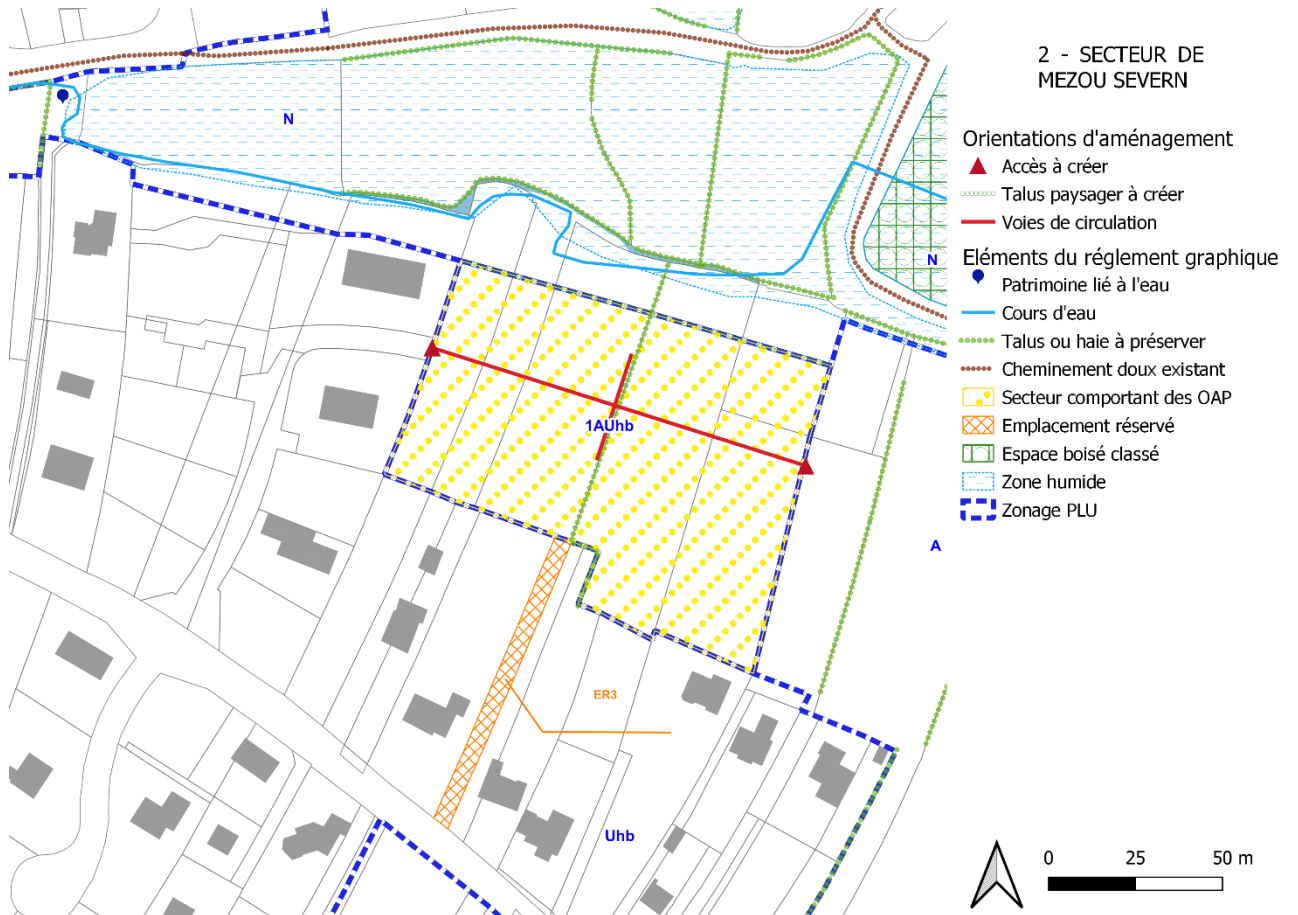 2 - SECTEUR DE
MEZOU SEVERN
Orientations d'aménagement
Accès à créer
Talus paysager à créer
Voies de circulation
Eléments du réglement graphique
Patrimoine lié à l'eau
Cours d'eau
Talus ou haie à préserver
Cheminement doux existant
Secteur comportant des OAP
Emplacement réservé
Espace boisé classé
Zone humide
Zonage PLU
N
N
1AUhb
A
ER3
Uhb
0 25 50 m